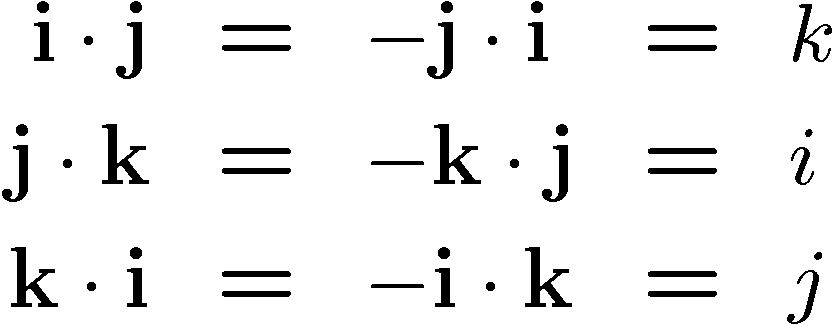 i · j = −j · i = k
j · k = −k · j = i
k · i = −i · k = j